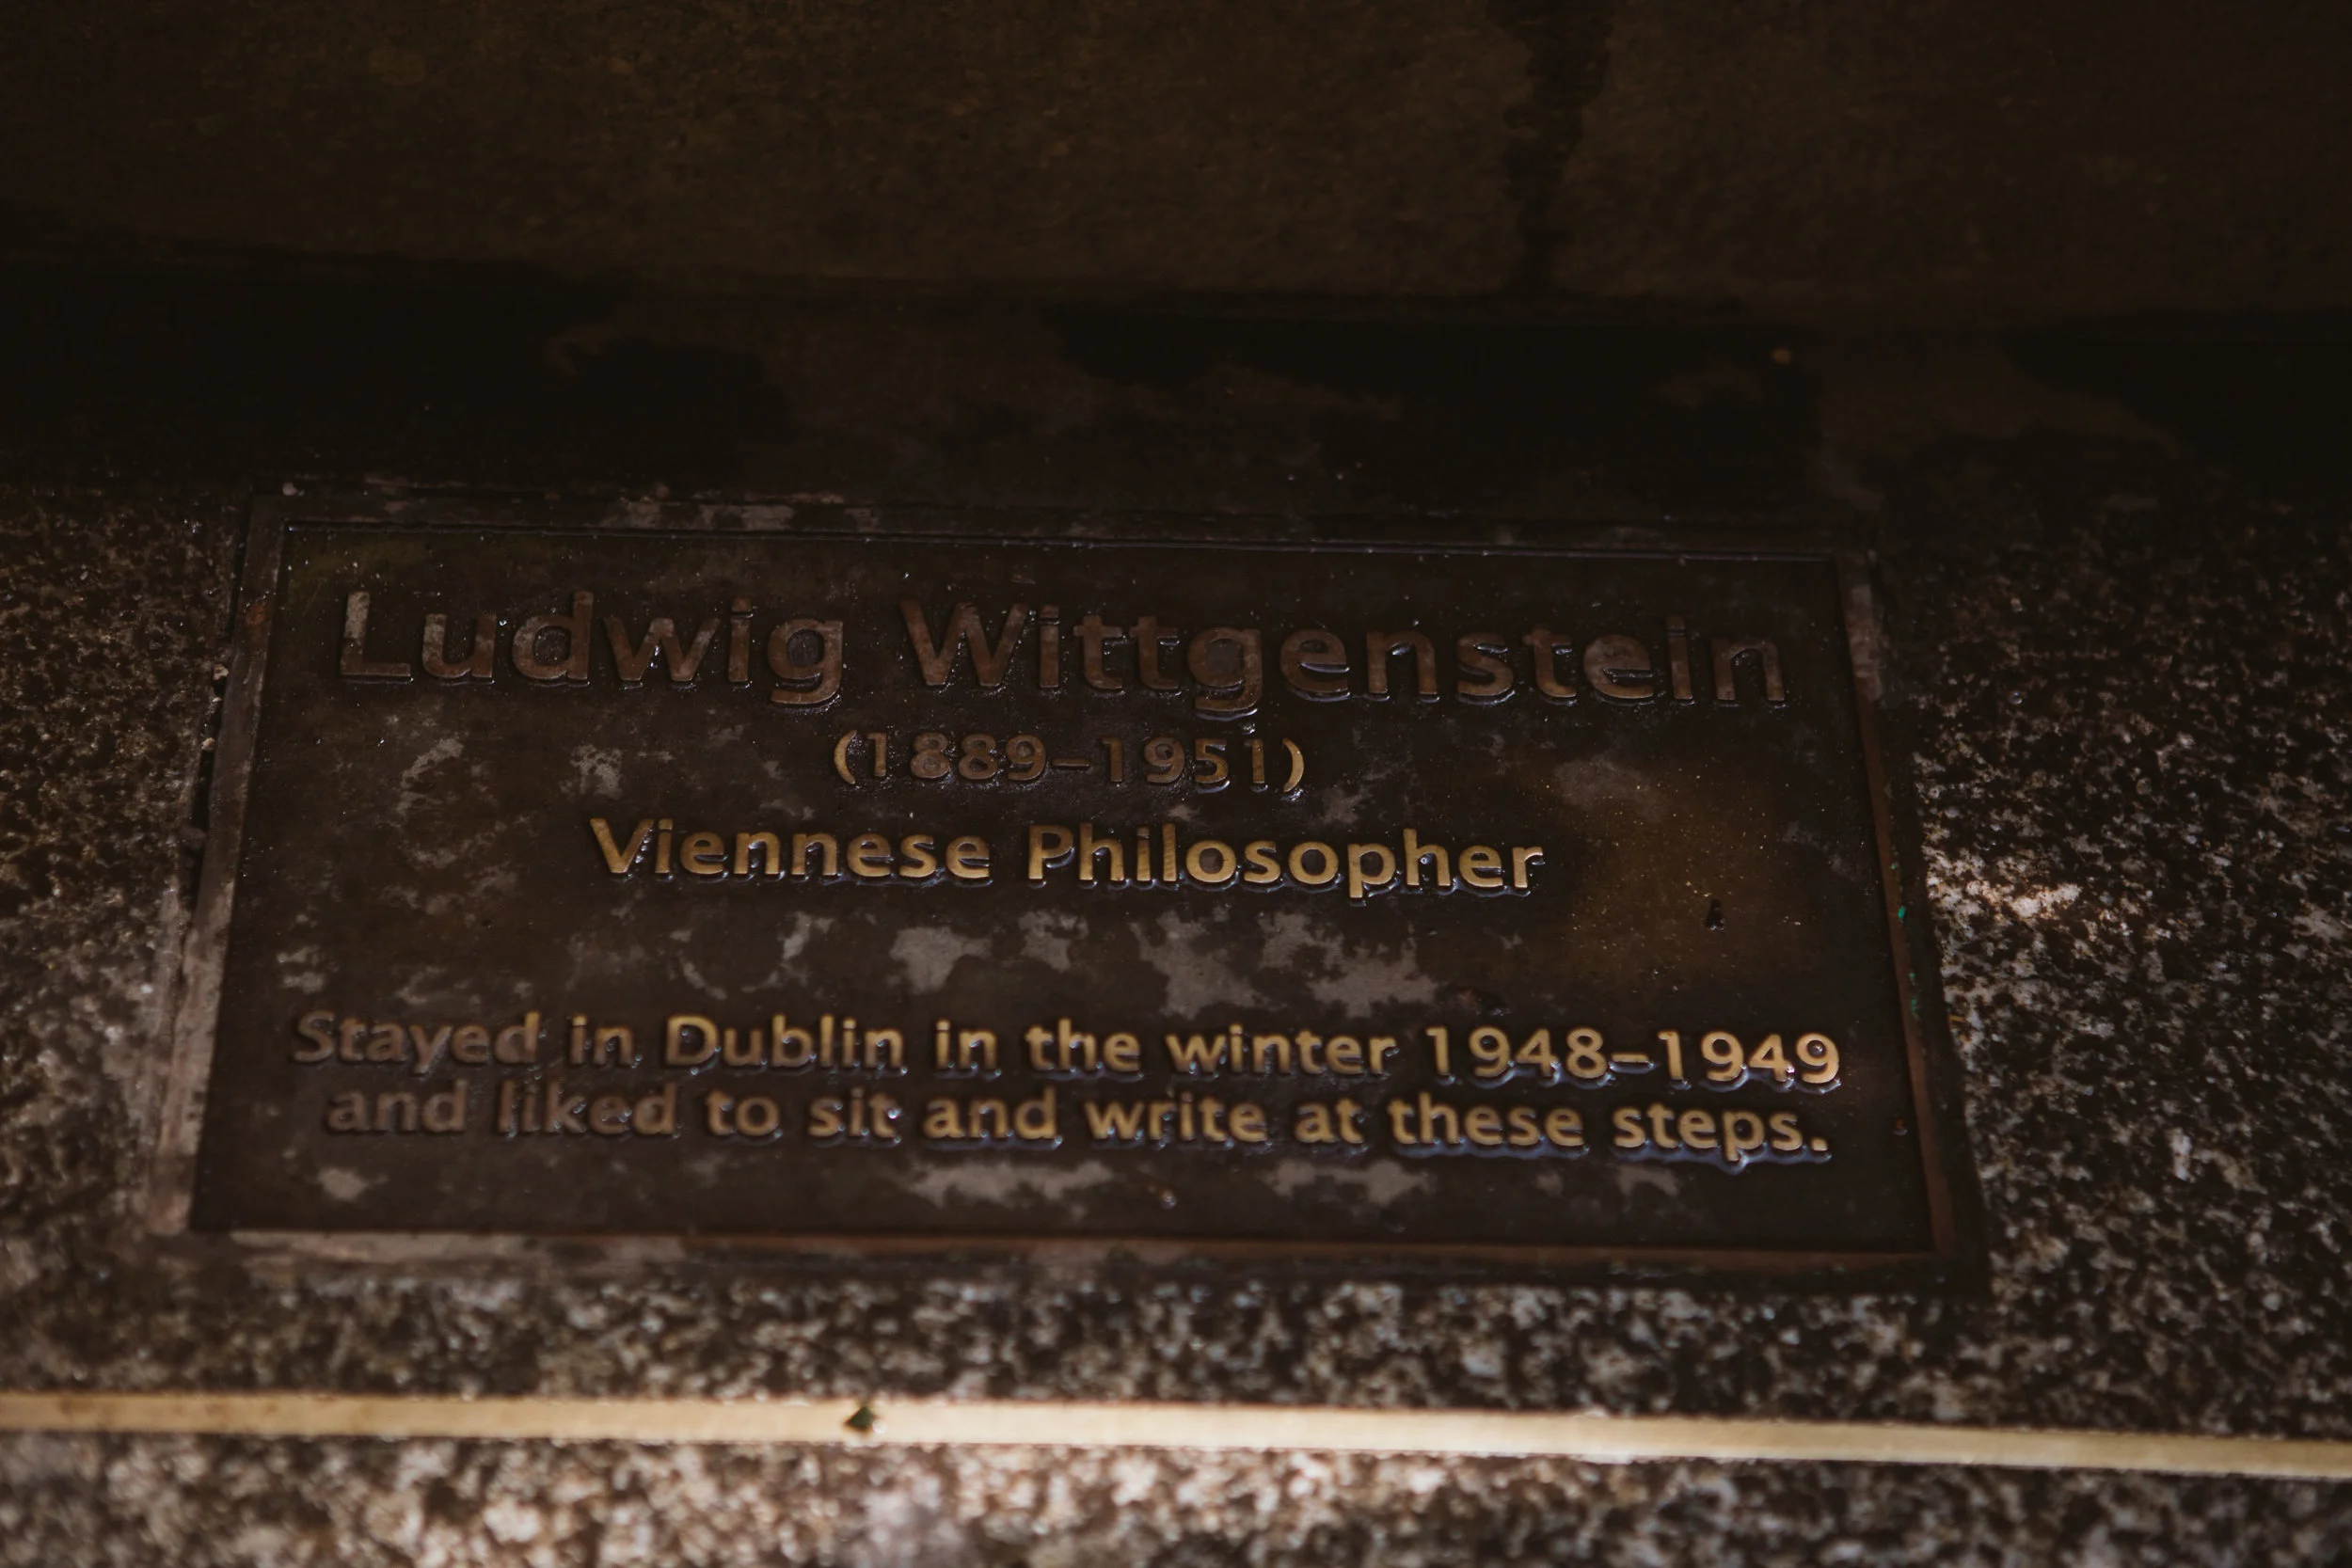 Ludwig Wittgenstein
(1889–1951)
Viennese Philosopher
Stayed in Dublin in the winter 1948–1949
and liked to sit and write at these steps.